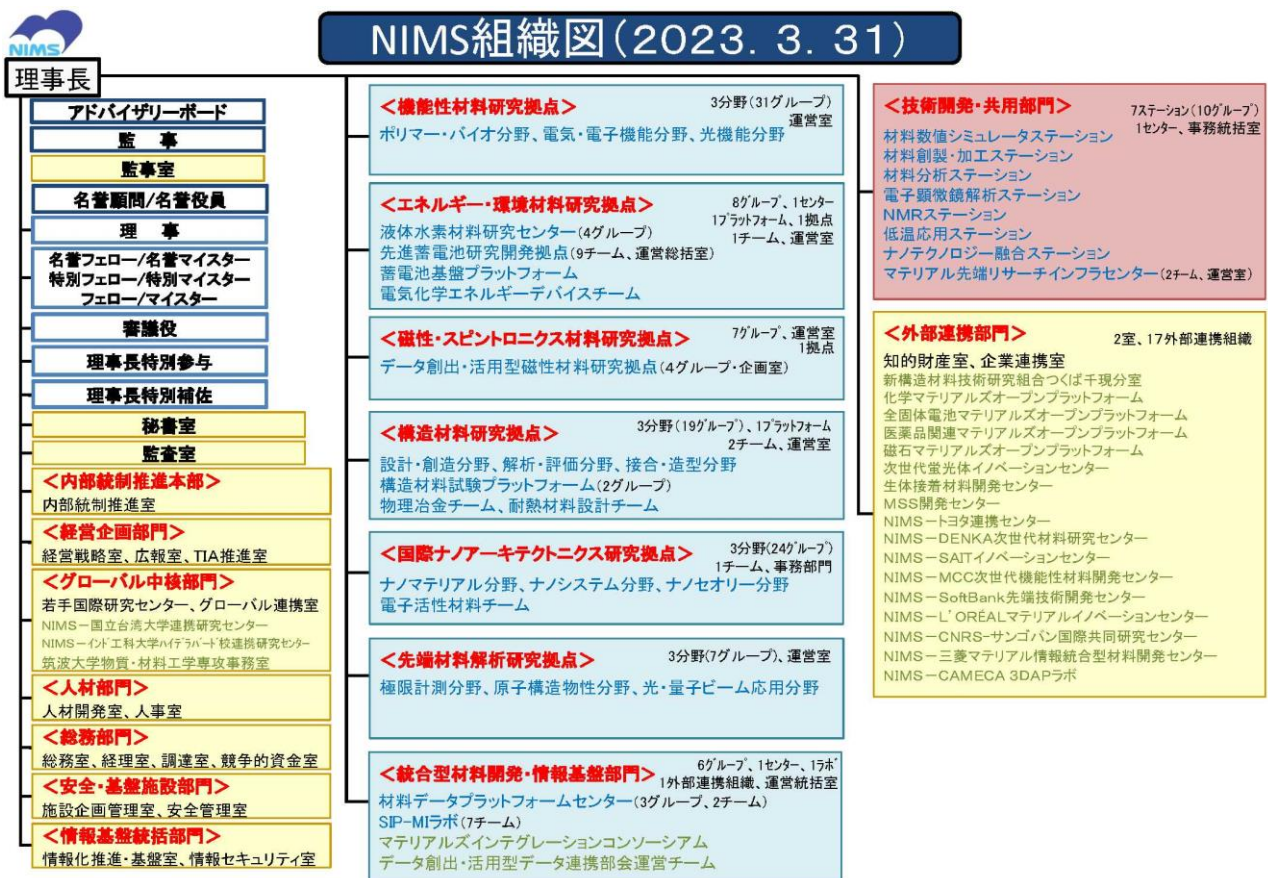 NIMS
NIMS組織図(2023. 3. 31)
理事長
アドバイザリーボード
監 事
監事室
名誉顧問/名誉役員
理 事
名誉フェロー/名誉マイスター
特別フェロー/特別マイスター
フェロー/マイスター
審議役
理事長特別参与
理事長特別補佐
秘書室
監査室
<内部統制推進本部>
内部統制推進室
<経営企画部門>
経営戦略室、広報室、TIA推進室
<グローバル中核部門>
若手国際研究センター、グローバル連携室
NIMS-国立台湾大学連携研究センター
NIMS-インド工科大学ハイデラバード校連携研究センター
筑波大学物質・材料工学専攻事務室
<人材部門>
人材開発室、人事室
<総務部門>
総務室、経理室、調達室、競争的資金室
<安全・基盤施設部門>
施設企画管理室、安全管理室
<情報基盤統括部門>
情報化推進・基盤室、情報セキュリティ室
<機能性材料研究拠点> 3分野(31グループ)
運営室
ポリマー・バイオ分野、電気・電子機能分野、光機能分野
<エネルギー・環境材料研究拠点> 8グループ、1センター
1プラットフォーム、1拠点
1チーム、運営室
液体水素材料研究センター(4グループ)
先進蓄電池研究開発拠点(9チーム、運営総括室)
蓄電池基盤プラットフォーム
電気化学エネルギーデバイスチーム
<磁性・スピントロニクス材料研究拠点> 7グループ、運営室
1拠点
データ創出・活用型磁性材料研究拠点(4グループ・企画室)
<構造材料研究拠点> 3分野(19グループ)、1プラットフォーム
2チーム、運営室
設計・創造分野、解析・評価分野、接合・造型分野
構造材料試験プラットフォーム(2グループ)
物理冶金チーム、耐熱材料設計チーム
<国際ナノアーキテクトニクス研究拠点> 3分野(24グループ)
1チーム、事務部門
ナノマテリアル分野、ナノシステム分野、ナノセオリー分野
電子活性材料チーム
<先端材料解析研究拠点> 3分野(7グループ)、運営室
極限計測分野、原子構造物性分野、光・量子ビーム応用分野
<統合型材料開発・情報基盤部門> 6グループ、1センター、1ラボ
1外部連携組織、運営統括室
材料データプラットフォームセンター(3グループ、2チーム)
SIP-MIラボ(7チーム)
マテリアルズインテグレーションコンソーシアム
データ創出・活用型データ連携部会運営チーム
<技術開発・共用部門> 7ステーション(10グループ)
1センター、事務統括室
材料数値シミュレータステーション
材料創製・加工ステーション
材料分析ステーション
電子顕微鏡解析ステーション
NMRステーション
低温応用ステーション
ナノテクノロジー融合ステーション
マテリアル先端リサーチインフラセンター(2チーム、運営室)
<外部連携部門> 2室、17外部連携組織
知的財産室、企業連携室
新構造材料技術研究組合つくば千現分室
化学マテリアルズオープンプラットフォーム
全固体電池マテリアルズオープンプラットフォーム
医薬品関連マテリアルズオープンプラットフォーム
磁石マテリアルズオープンプラットフォーム
次世代蛍光体イノベーションセンター
生体接着材料開発センター
MSS開発センター
NIMS-トヨタ連携センター
NIMS-DENKA次世代材料研究センター
NIMS-SAITイノベーションセンター
NIMS-MCC次世代機能性材料開発センター
NIMS-SoftBank先端技術開発センター
NIMS-L'ORÉALマテリアルイノベーションセンター
NIMS-CNRS-サンゴバン国際共同研究センター
NIMS-三菱マテリアル情報統合型材料開発センター
NIMS-CAMECA 3DAPラボ